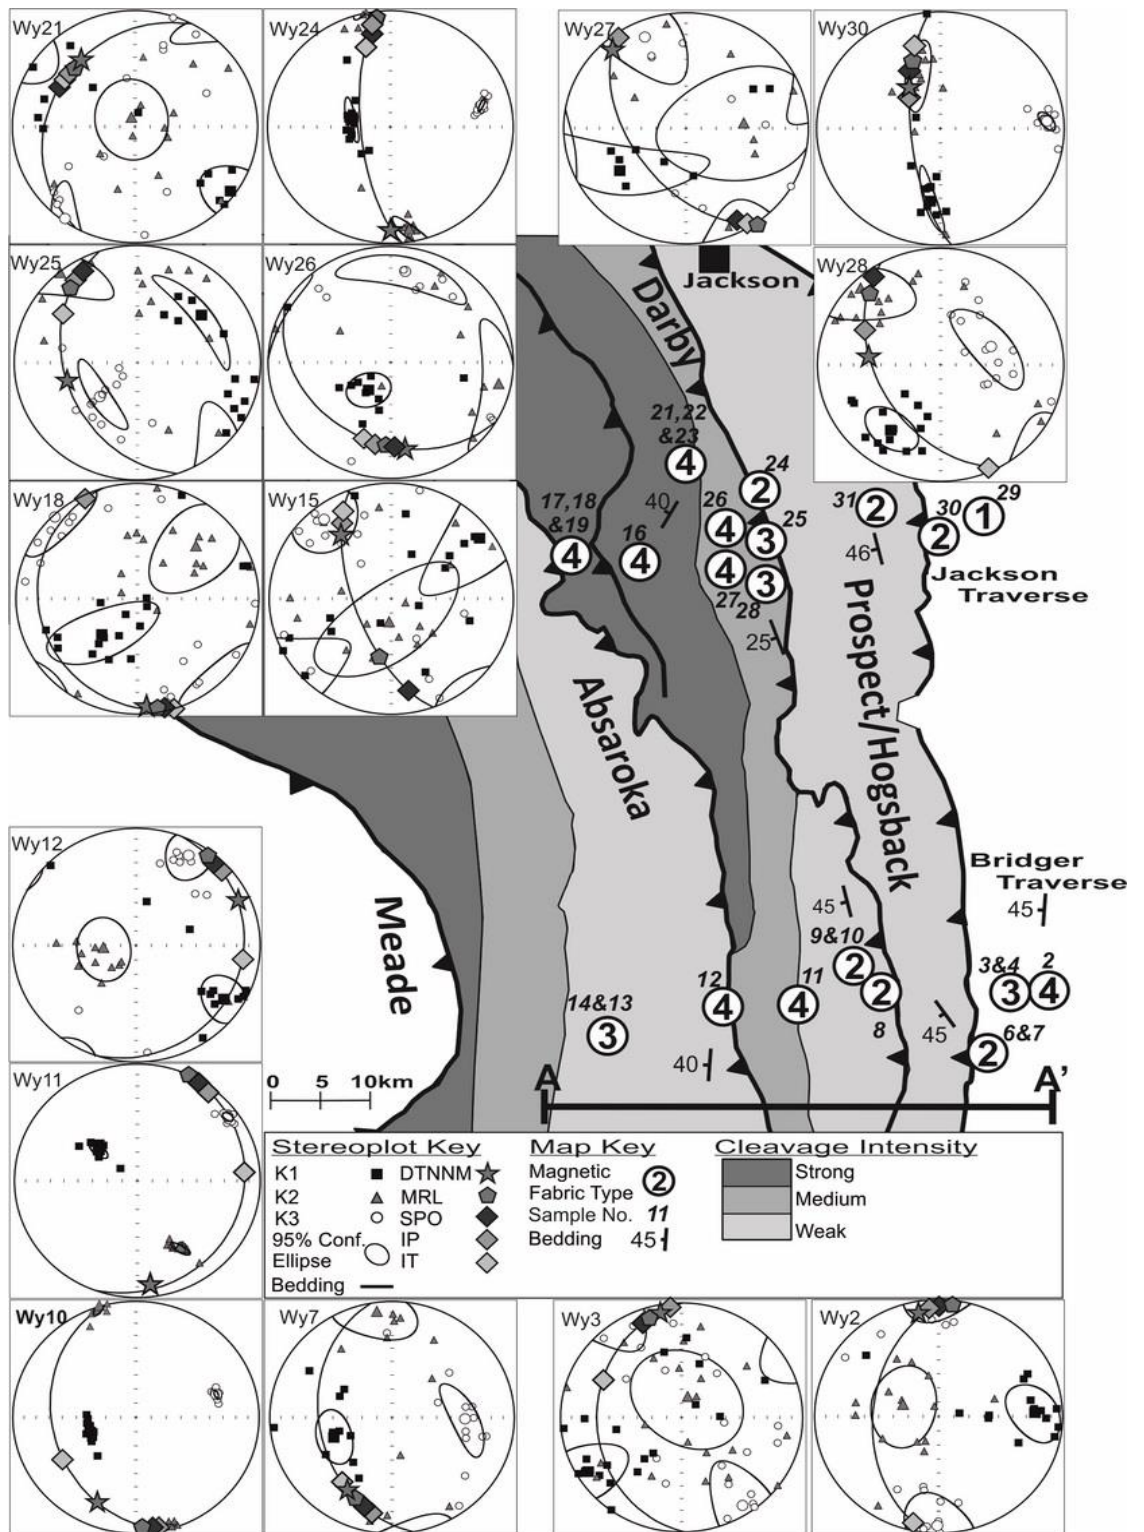 Wy21
Wy24
Wy27
Wy30
Wy25
Wy26
Jackson
Wy28
Darby
21,22
&23
4
24
2
40
17,18
&19
4
16
4
26
4
25
3
4
3
27
28
25
31
2
46
30
2
29
1
Jackson
Traverse
Wy18
Wy15
Absaroka
Prospect/Hogsback
Meade
Wy12
Bridger
Traverse
45
45
9&10
2
2
8
3&4
3
2
4
12
4
11
4
14&13
3
45
6&7
2
40
Wy11
0 5 10km
A
A'
Stereoplot Key
K1
K2
K3
95% Conf.
Ellipse
Bedding
DTNNM
MRL
SPO
IP
IT
Map Key
Magnetic
Fabric Type 2
Sample No. 11
Bedding 45
Cleavage Intensity
Strong
Medium
Weak
Wy10
Wy7
Wy3
Wy2